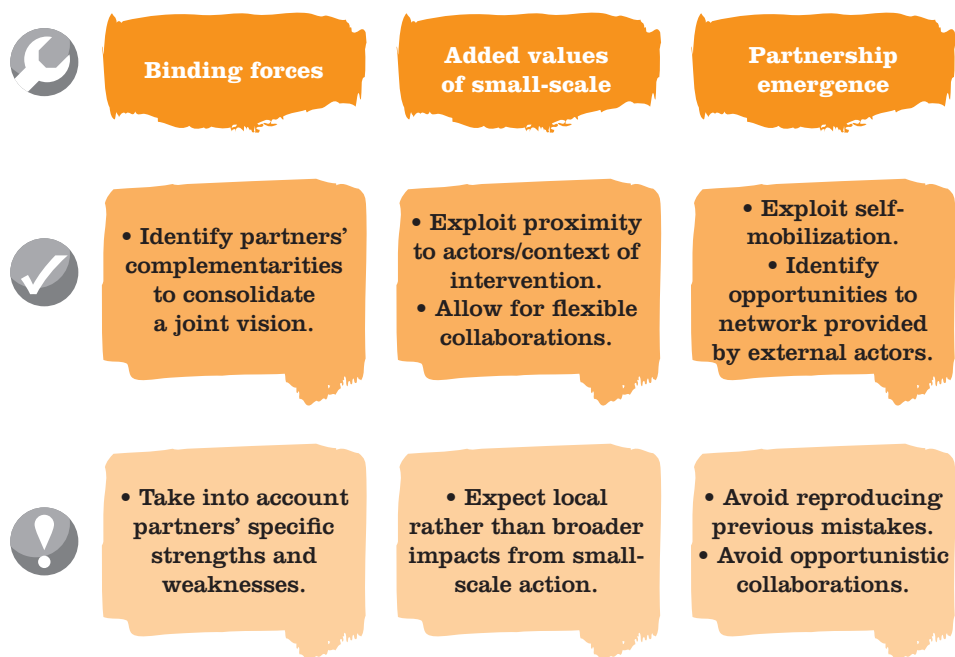 Binding forces
Added values
of small-scale
Partnership
emergence
• Identify partners’
complementarities
to consolidate
a joint vision.
• Exploit proximity
to actors/context of
intervention.
• Allow for flexible
collaborations.
• Exploit self-
mobilization.
• Identify
opportunities to
network provided
by external actors.
• Take into account
partners’ specific
strengths and
weaknesses.
• Expect local
rather than broader
impacts from small-
scale action.
• Avoid reproducing
previous mistakes.
• Avoid opportunistic
collaborations.